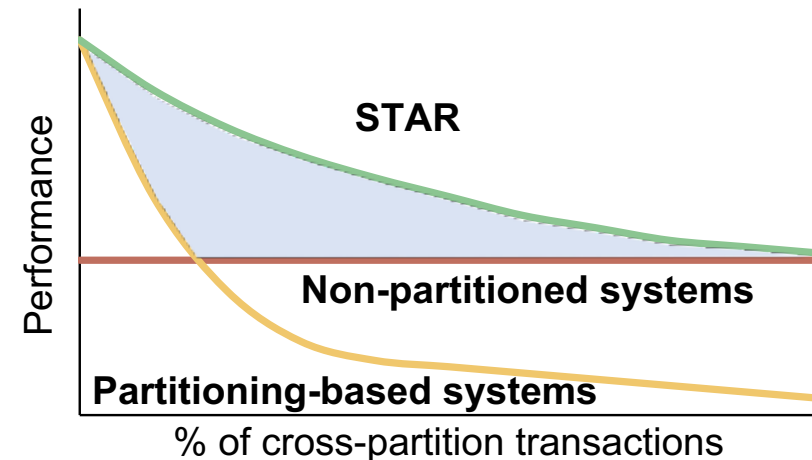 STAR
Performance
Non-partitioned systems
Partitioning-based systems
% of cross-partition transactions